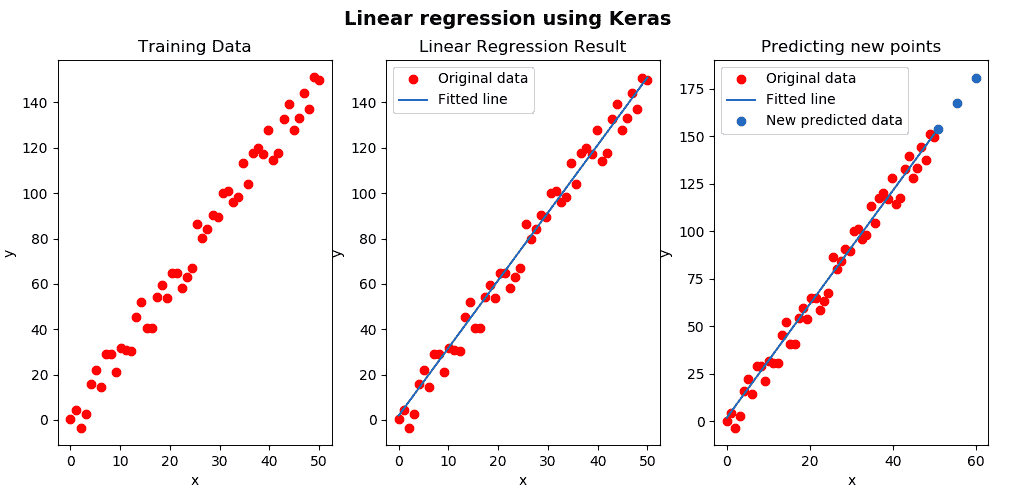 Linear regression using Keras
Training Data
y
140
120
100
80
60
40
20
0
0 10 20 30 40 50
x
Linear Regression Result
Original data
Fitted line
y
140
120
100
80
60
40
20
0
0 10 20 30 40 50
x
Predicting new points
Original data
Fitted line
New predicted data
y
175
150
125
100
75
50
25
0
0 20 40 60
x